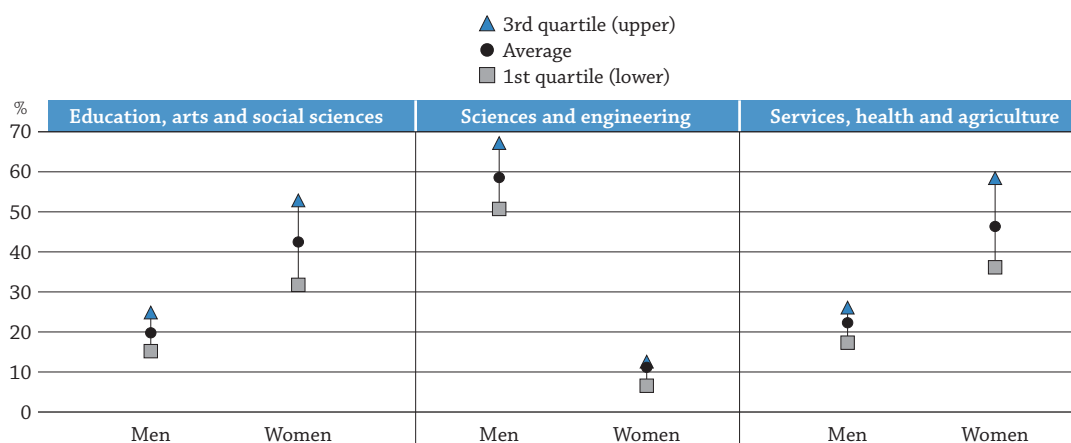 3rd quartile (upper)
Average
1st quartile (lower)
%
Education, arts and social sciences
Sciences and engineering
Services, health and agriculture
70
60
50
40
30
20
10
0
Men Women Men Women Men Women